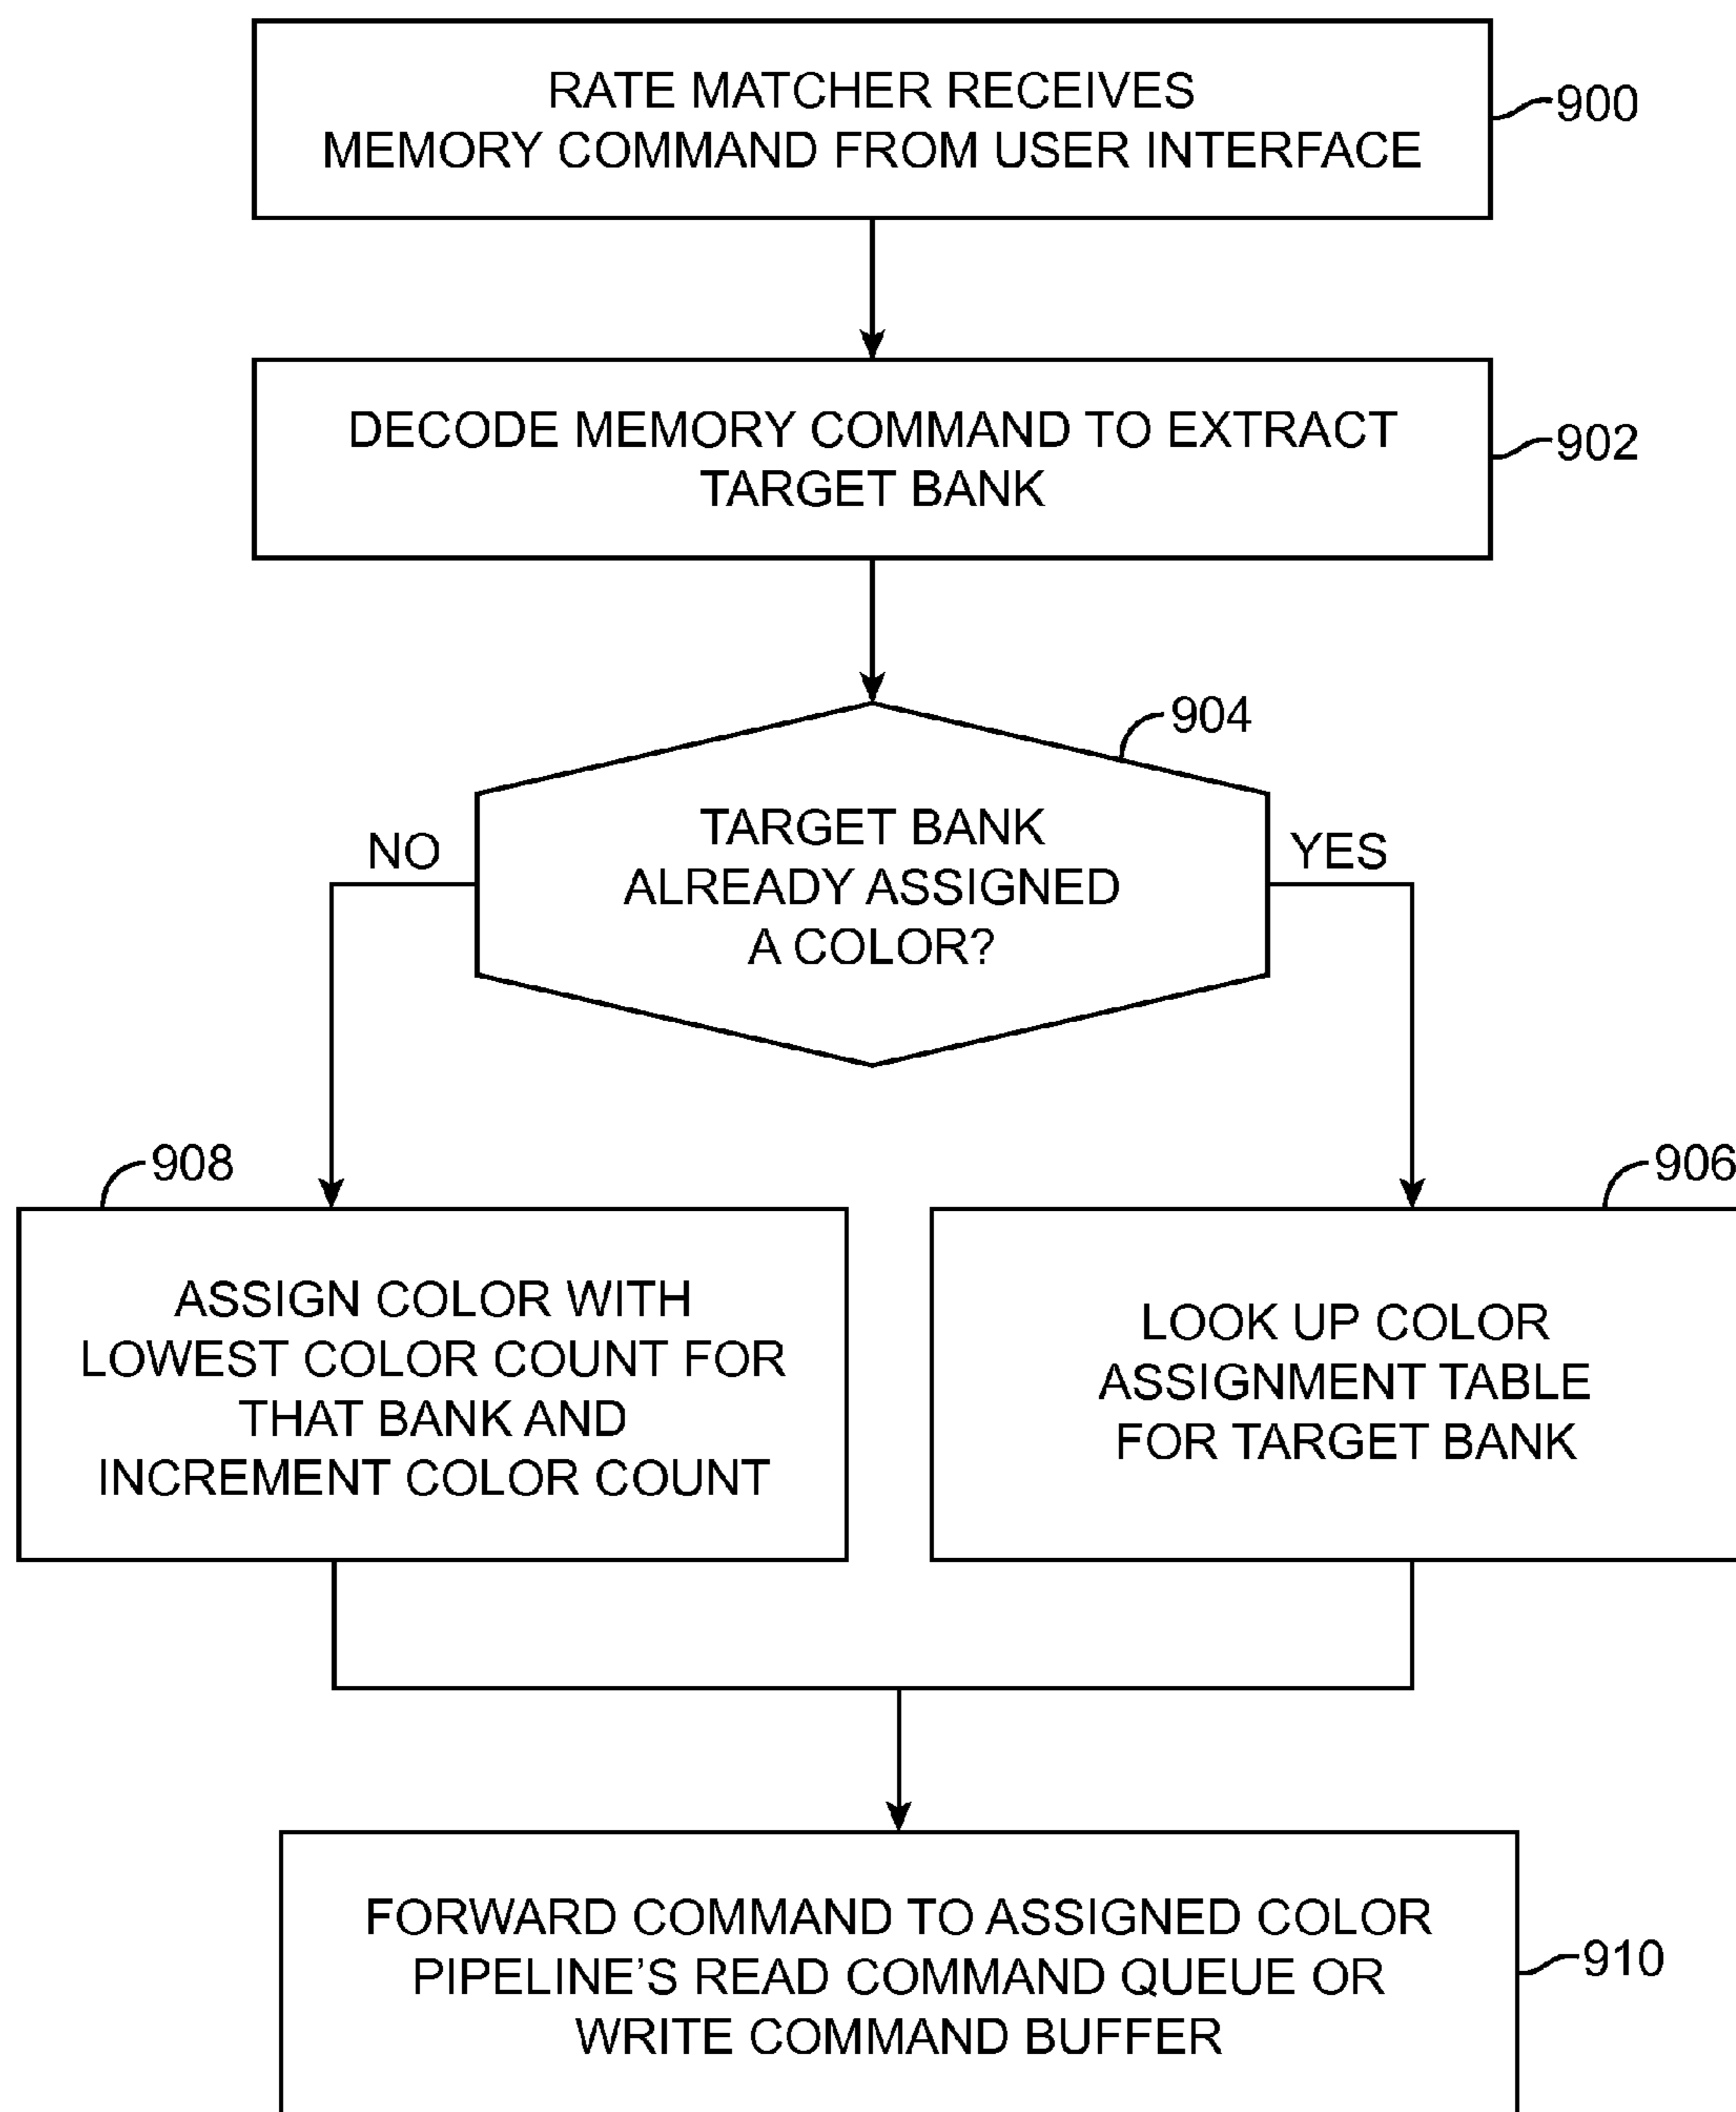 RATE MATCHER RECEIVES
MEMORY COMMAND FROM USER INTERFACE
900
DECODE MEMORY COMMAND TO EXTRACT
TARGET BANK
902
904
TARGET BANK
ALREADY ASSIGNED
A COLOR?
NO
YES
908
ASSIGN COLOR WITH
LOWEST COLOR COUNT FOR
THAT BANK AND
INCREMENT COLOR COUNT
906
LOOK UP COLOR
ASSIGNMENT TABLE
FOR TARGET BANK
FORWARD COMMAND TO ASSIGNED COLOR
PIPELINE'S READ COMMAND QUEUE OR
WRITE COMMAND BUFFER
910